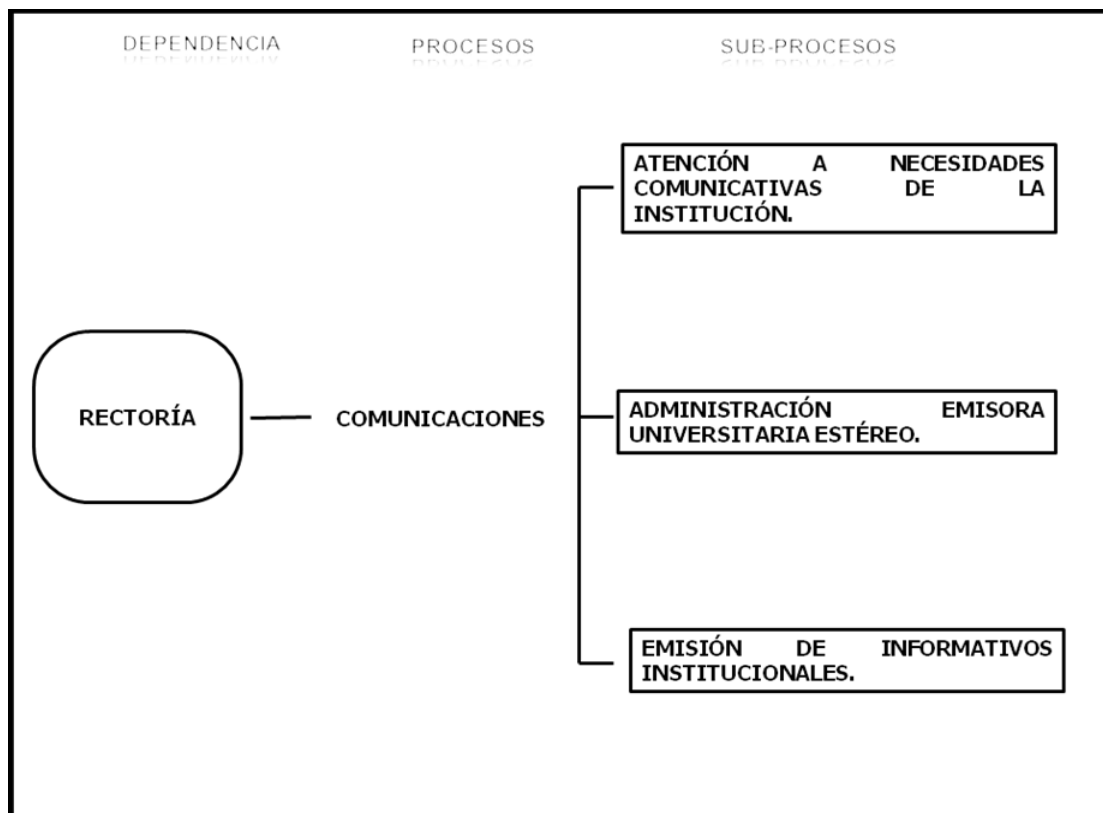 DEPENDENCIA
PROCESOS
SUB-PROCESOS
ATENCIÓN A NECESIDADES
COMUNICATIVAS DE LA
INSTITUCIÓN.
RECTORÍA
COMUNICACIONES
ADMINISTRACIÓN EMISORA
UNIVERSITARIA ESTÉREO.
EMISIÓN DE INFORMATIVOS
INSTITUCIONALES.